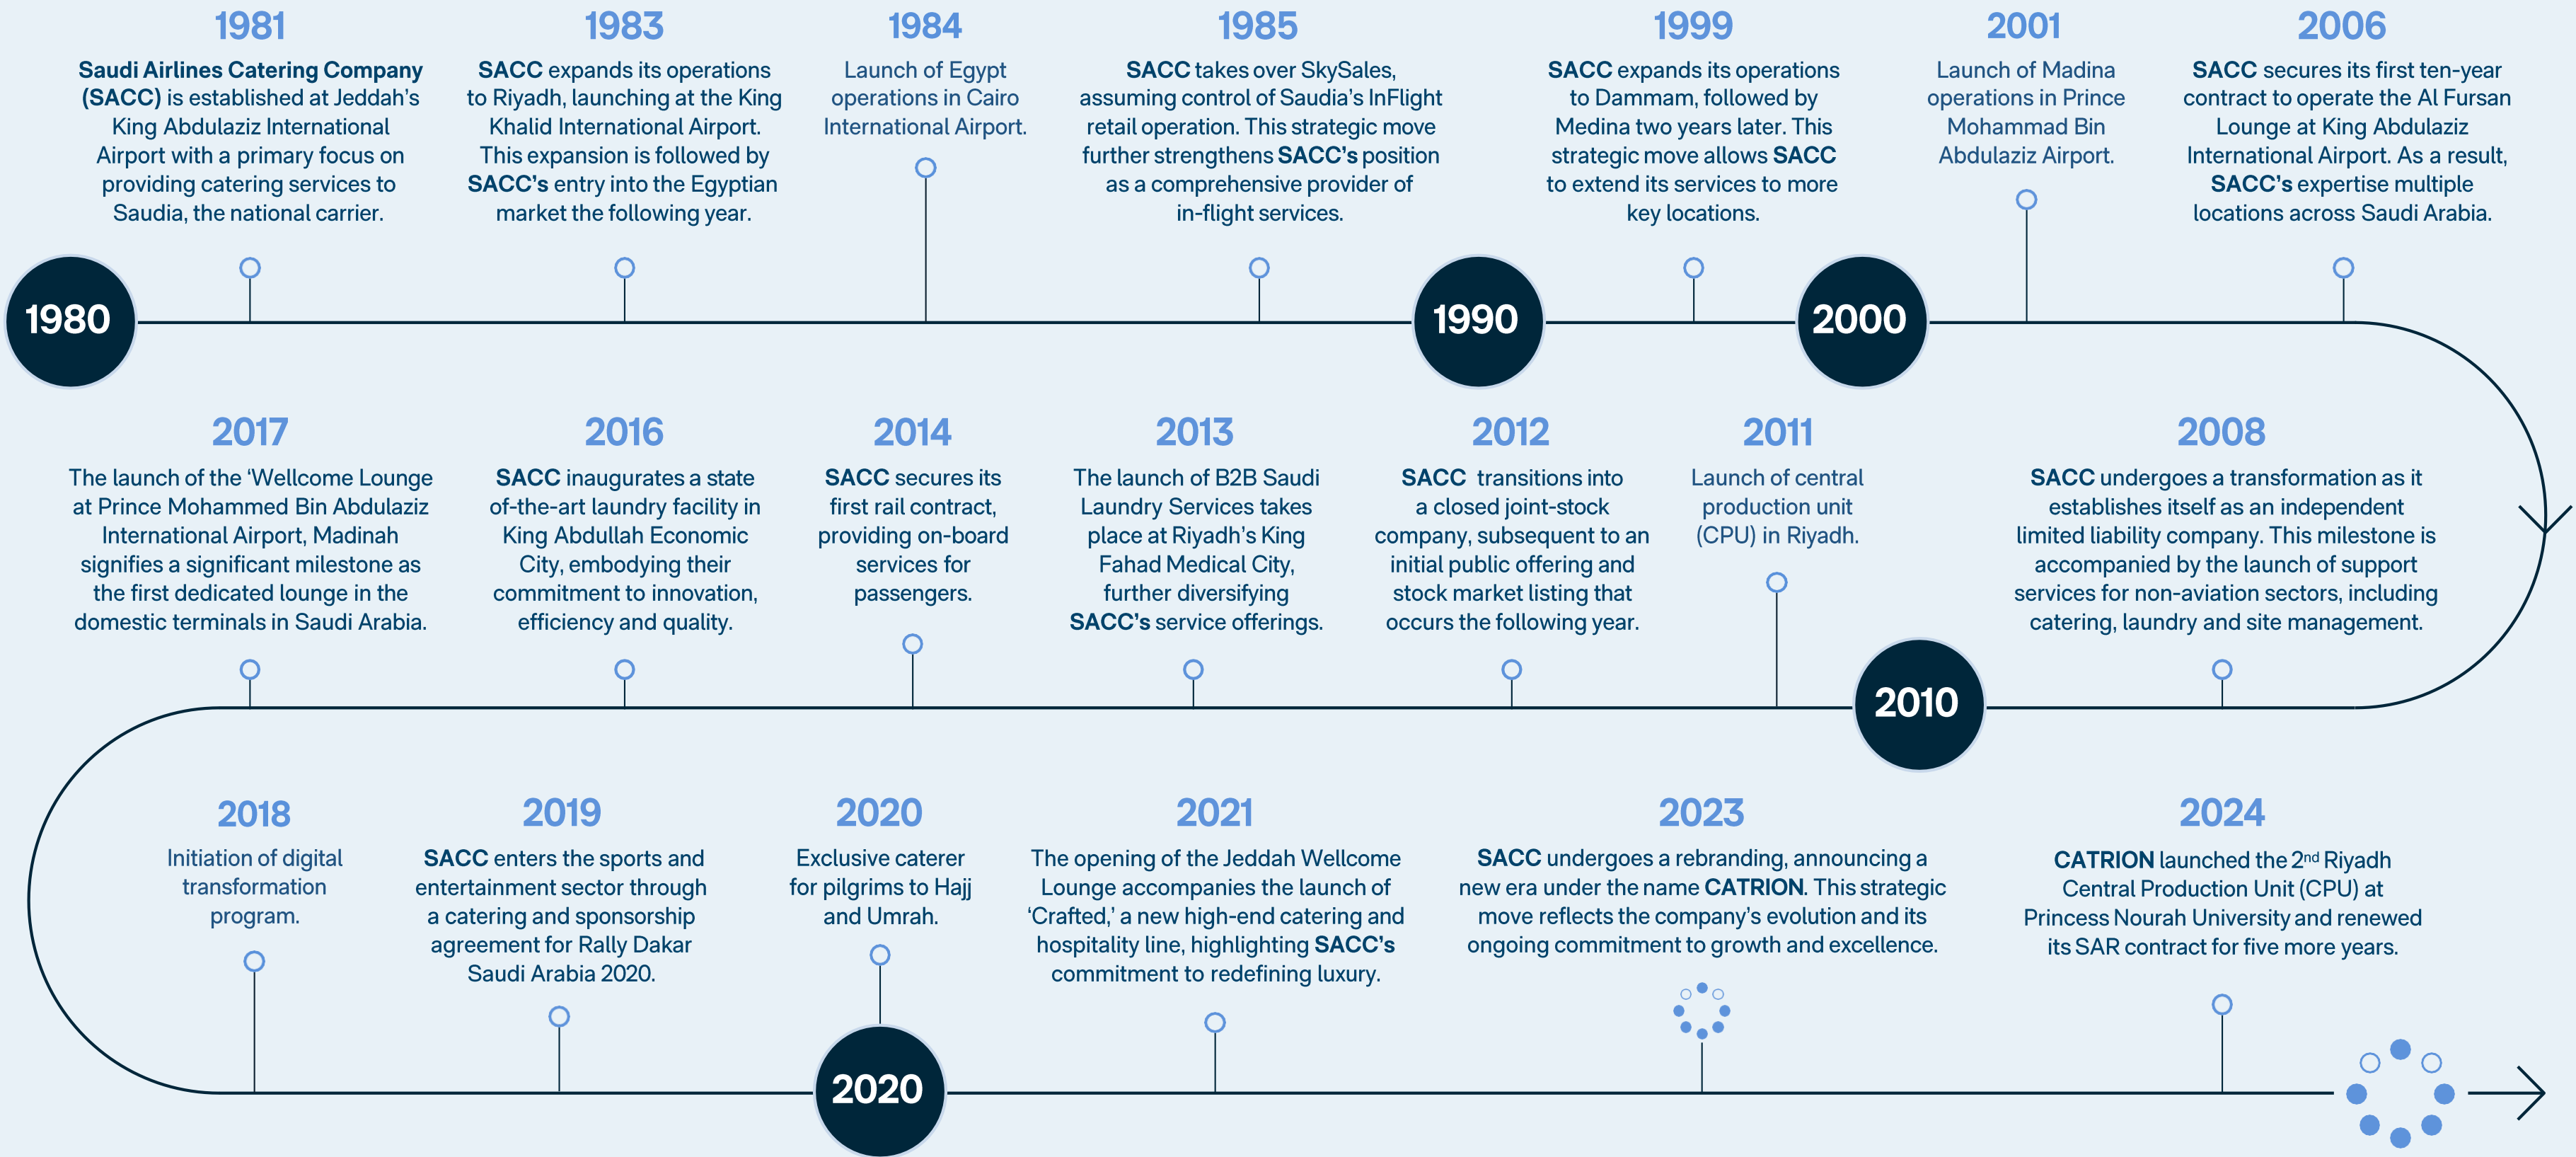 1981
Saudi Airlines Catering Company
(SACC) is established at Jeddah's
King Abdulaziz International
Airport with a primary focus on
providing catering services to
Saudia, the national carrier.
1983
SACC expands its operations
to Riyadh, launching at the King
Khalid International Airport.
This expansion is followed by
SACC's entry into the Egyptian
market the following year.
1984
Launch of Egypt
operations in Cairo
International Airport.
1985
SACC takes over SkySales,
assuming control of Saudia's InFlight
retail operation. This strategic move
further strengthens SACC's position
as a comprehensive provider of
in-flight services.
1999
SACC expands its operations
to Dammam, followed by
Medina two years later. This
strategic move allows SACC
to extend its services to more
key locations.
2001
Launch of Madina
operations in Prince
Mohammad Bin
Abdulaziz Airport.
2006
SACC secures its first ten-year
contract to operate the Al Fursan
Lounge at King Abdulaziz
International Airport. As a result,
SACC's expertise multiple
locations across Saudi Arabia.
1980
1990
2000
2008
SACC undergoes a transformation as it
establishes itself as an independent
limited liability company. This milestone is
accompanied by the launch of support
services for non-aviation sectors, including
catering, laundry and site management.
2010
2011
Launch of central
production unit
(CPU) in Riyadh.
2012
SACC transitions into
a closed joint-stock
company, subsequent to an
initial public offering and
stock market listing that
occurs the following year.
2013
The launch of B2B Saudi
Laundry Services takes
place at Riyadh's King
Fahad Medical City,
further diversifying
SACC's service offerings.
2014
SACC secures its
first rail contract,
providing on-board
services for
passengers.
2016
SACC inaugurates a state
of-the-art laundry facility in
King Abdullah Economic
City, embodying their
commitment to innovation,
efficiency and quality.
2017
The launch of the ‘Wellcome Lounge
at Prince Mohammed Bin Abdulaziz
International Airport, Madinah
signifies a significant milestone as
the first dedicated lounge in the
domestic terminals in Saudi Arabia.
2018
Initiation of digital
transformation
program.
2019
SACC enters the sports and
entertainment sector through
a catering and sponsorship
agreement for Rally Dakar
Saudi Arabia 2020.
2020
Exclusive caterer
for pilgrims to Hajj
and Umrah.
2020
2021
The opening of the Jeddah Wellcome
Lounge accompanies the launch of
‘Crafted,’ a new high-end catering and
hospitality line, highlighting SACC's
commitment to redefining luxury.
2023
SACC undergoes a rebranding, announcing a
new era under the name CATRION. This strategic
move reflects the company's evolution and its
ongoing commitment to growth and excellence.
2024
CATRION launched the 2nd Riyadh
Central Production Unit (CPU) at
Princess Nourah University and renewed
its SAR contract for five more years.